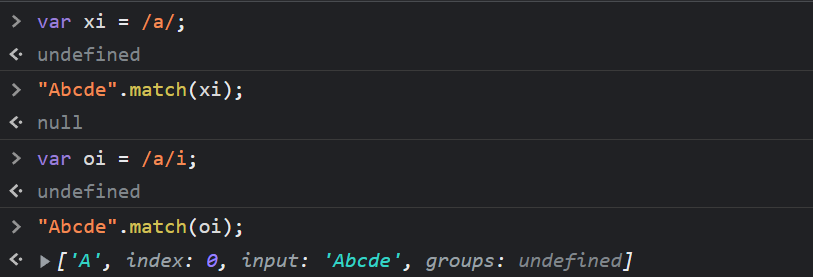 > var xi = /a/;
< undefined
> "Abcde".match(xi);
< null
> var oi = /a/i;
< undefined
> "Abcde".match(oi);
< ▶ ['A', index: 0, input: 'Abcde', groups: undefined]